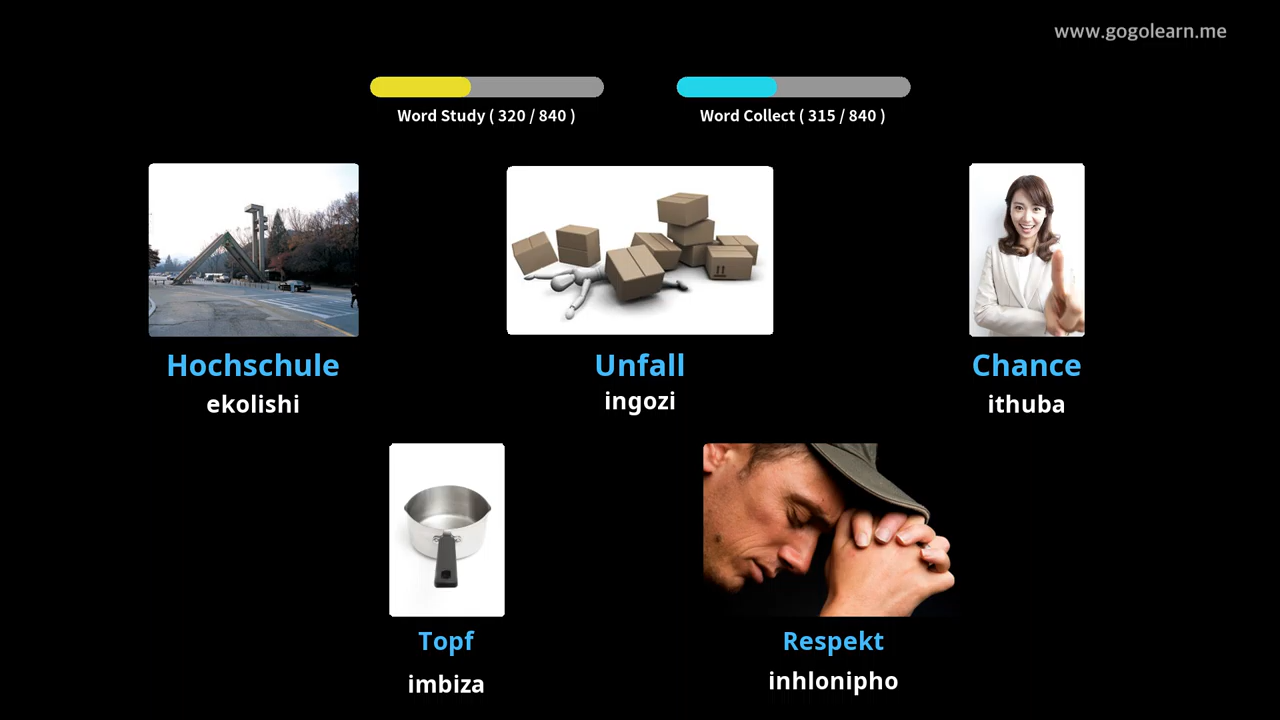 www.gogolearn.me
Word Study ( 320 / 840 )
Word Collect ( 315 / 840 )
Hochschule
ekolishi
Unfall
ingozi
Chance
ithuba
Topf
imbiza
Respekt
inhlonipho